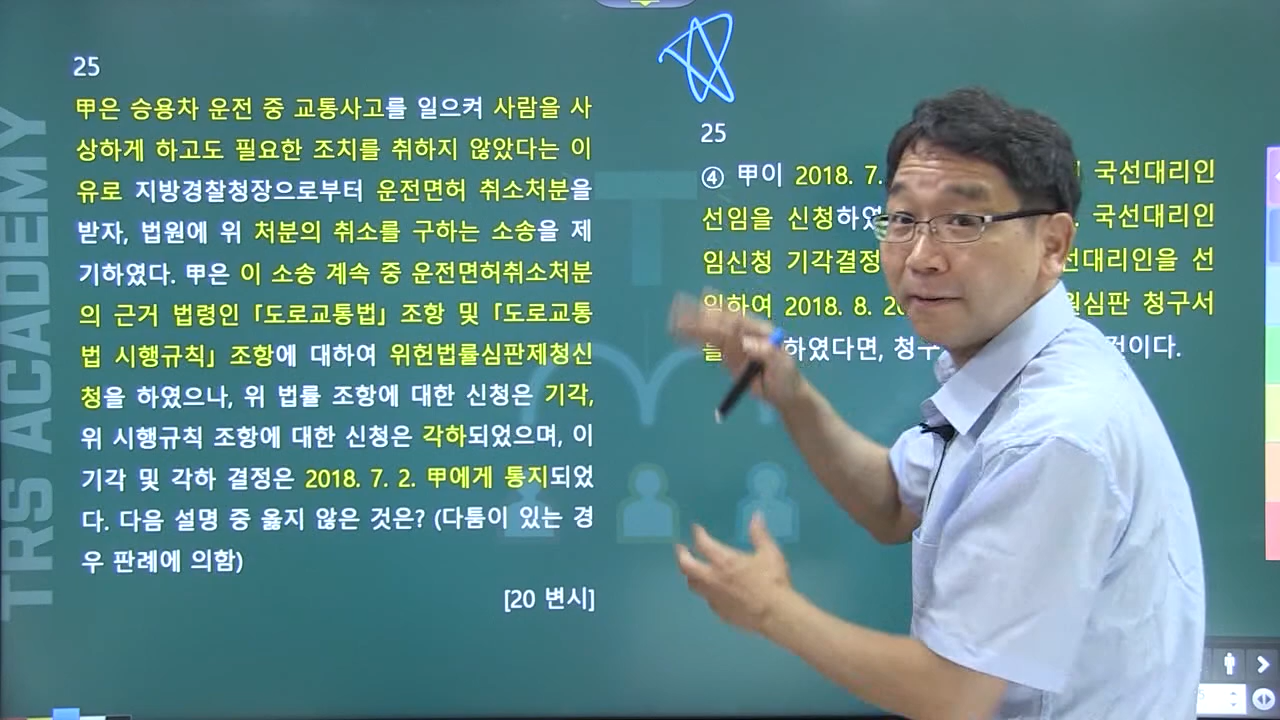 25
甲은 승용차 운전 중 교통사고를 일으켜 사람을 사
상하게 하고도 필요한 조치를 취하지 않았다는 이
유로 지방경찰청장으로부터 운전면허 취소처분을
받자, 법원에 위 처분의 취소를 구하는 소송을 제
기하였다. 甲은 이 소송 계속 중 운전면허취소처분
의 근거 법령인 「도로교통법」 조항 및 「도로교통
법 시행규칙」 조항에 대하여 위헌법률심판제청신
청을 하였으나, 위 법률 조항에 대한 신청은 기각,
위 시행규칙 조항에 대한 신청은 각하되었으며, 이
기각 및 각하 결정은 2018. 7. 2. 甲에게 통지되었
다. 다음 설명 중 옳지 않은 것은? (다툼이 있는 경
우 판례에 의함)
[20 변시]
25
④ 甲이 2018. 7. 국선대리인
선임을 신청하였 국선대리인
임신청 기각결정 선대리인을 선
임하여 2018. 8. 원심판 청구서
하였다면, 청구 것이다.
TRS ACADEMY